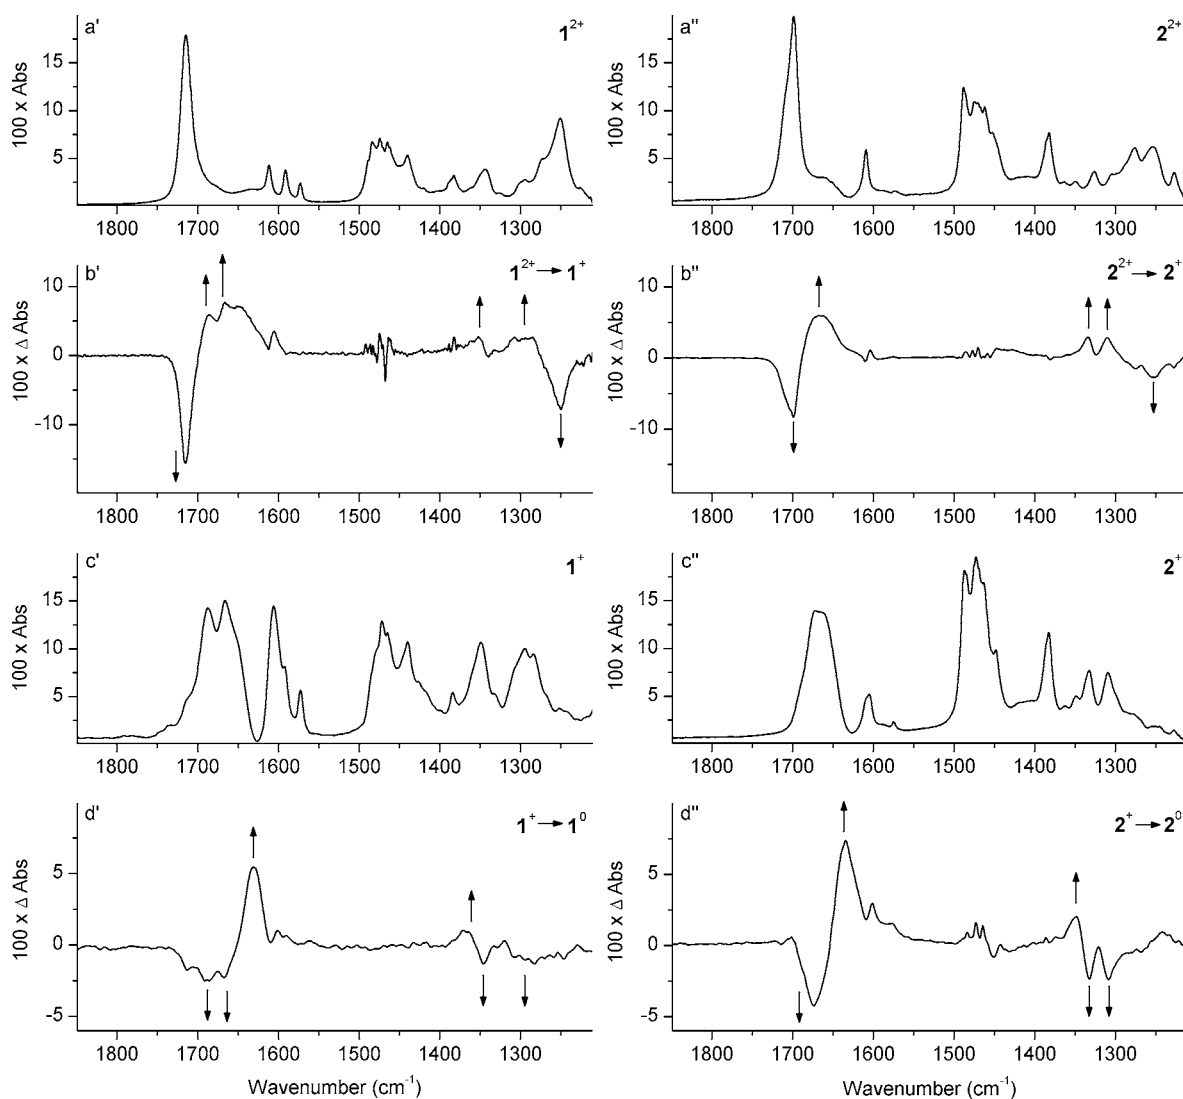 a' 1²⁺
100 x Abs
15
10
5
1800 1700 1600 1500 1400 1300
a'' 2²⁺
100 x Abs
15
10
5
1800 1700 1600 1500 1400 1300
b' 1²⁺ → 1⁺
100 x Δ Abs
10
0
-10
1800 1700 1600 1500 1400 1300
b'' 2²⁺ → 2⁺
100 x Δ Abs
10
0
-10
1800 1700 1600 1500 1400 1300
c' 1⁺
100 x Abs
15
10
5
1800 1700 1600 1500 1400 1300
c'' 2⁺
100 x Abs
15
10
5
1800 1700 1600 1500 1400 1300
d' 1⁺ → 1⁰
100 x Δ Abs
5
0
-5
1800 1700 1600 1500 1400 1300
Wavenumber (cm⁻¹)
d'' 2⁺ → 2⁰
100 x Δ Abs
5
0
-5
1800 1700 1600 1500 1400 1300
Wavenumber (cm⁻¹)